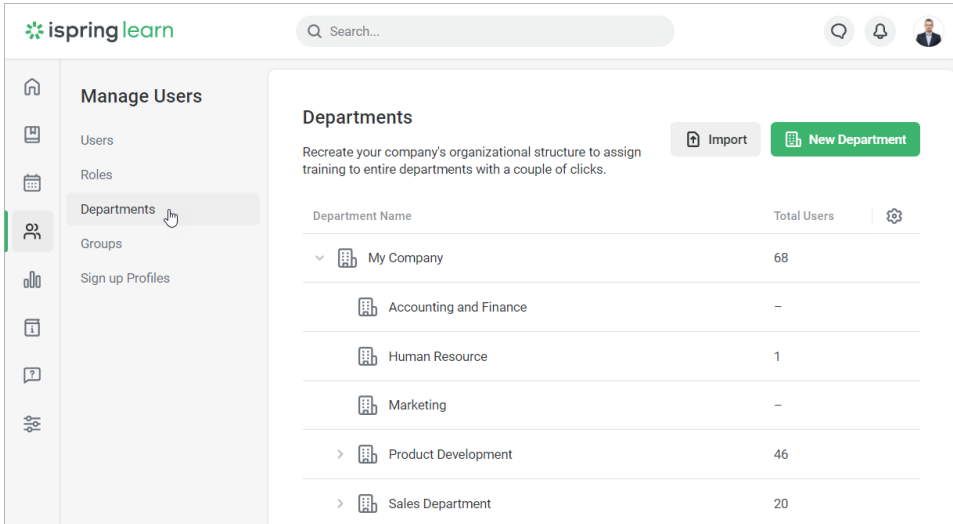 ispring learn
Search...
Manage Users
Users
Roles
Departments
Groups
Sign up Profiles
Departments
Recreate your company's organizational structure to assign
training to entire departments with a couple of clicks.
Import
New Department
Department Name Total Users
My Company 68
Accounting and Finance –
Human Resource 1
Marketing –
Product Development 46
Sales Department 20